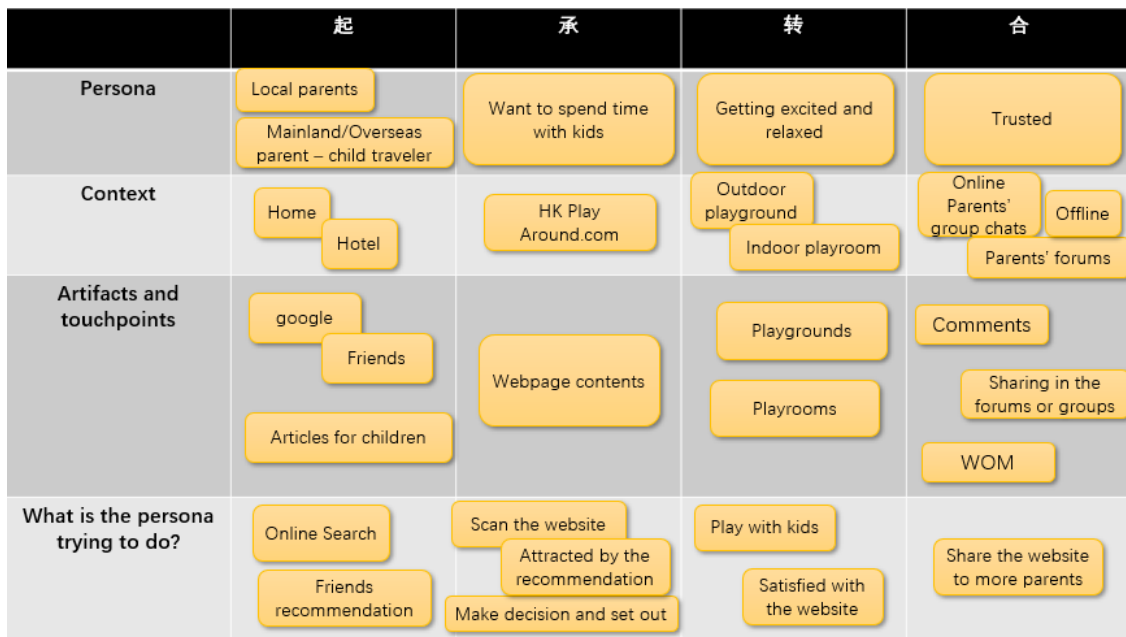 起
承
转
合
Persona
Local parents
Mainland/Overseas
parent – child traveler
Want to spend time
with kids
Getting excited and
relaxed
Trusted
Context
Home
Hotel
HK Play
Around.com
Outdoor
playground
Indoor playroom
Online
Parents'
group chats
Offline
Parents' forums
Artifacts and
touchpoints
google
Friends
Articles for children
Webpage contents
Playgrounds
Playrooms
Comments
Sharing in the
forums or groups
WOM
What is the persona
trying to do?
Online Search
Friends
recommendation
Scan the website
Attracted by the
recommendation
Make decision and set out
Play with kids
Satisfied with
the website
Share the website
to more parents